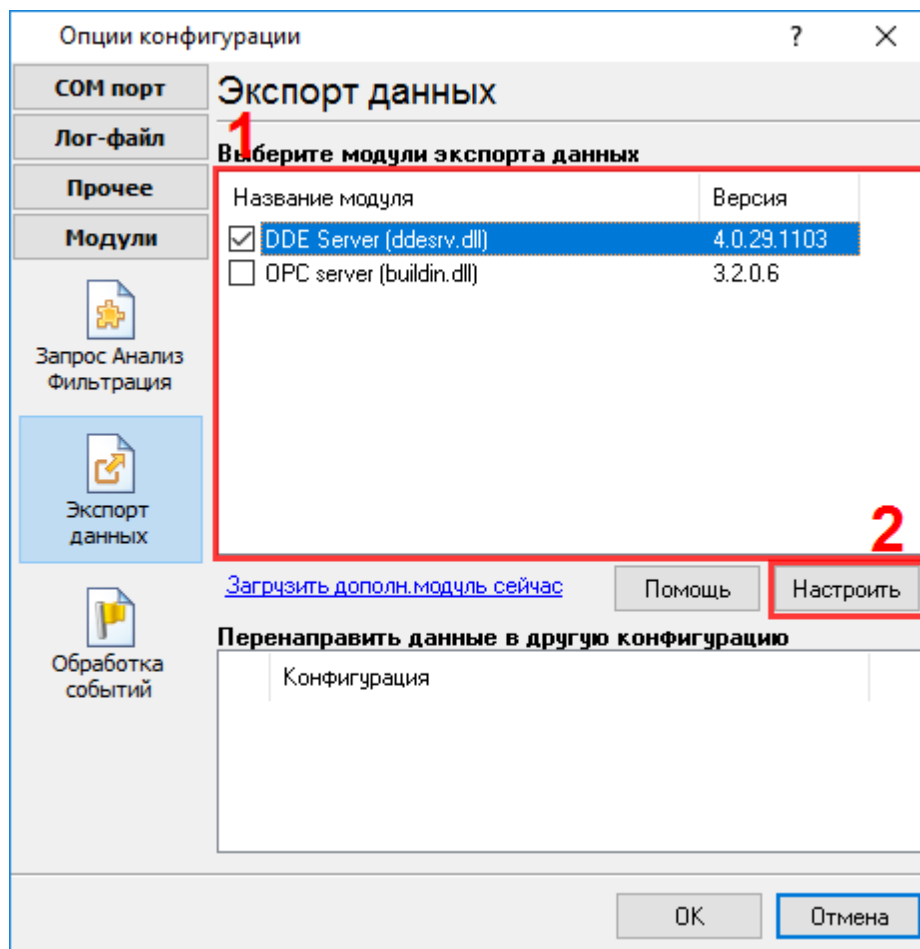 Опции конфигурации ?
COM порт
Лог-файл
Прочее
Модули
Запрос Анализ
Фильтрация
Экспорт
данных
Обработка
событий
Экспорт данных
1
Выберите модули экспорта данных
Название модуля Версия
DDE Server (ddesrv.dll) 4.0.29.1103
OPC server (buildin.dll) 3.2.0.6
2
Загрузить дополн.модуль сейчас Помощь Настроить
Перенаправить данные в другую конфигурацию
Конфигурация
OK Отмена